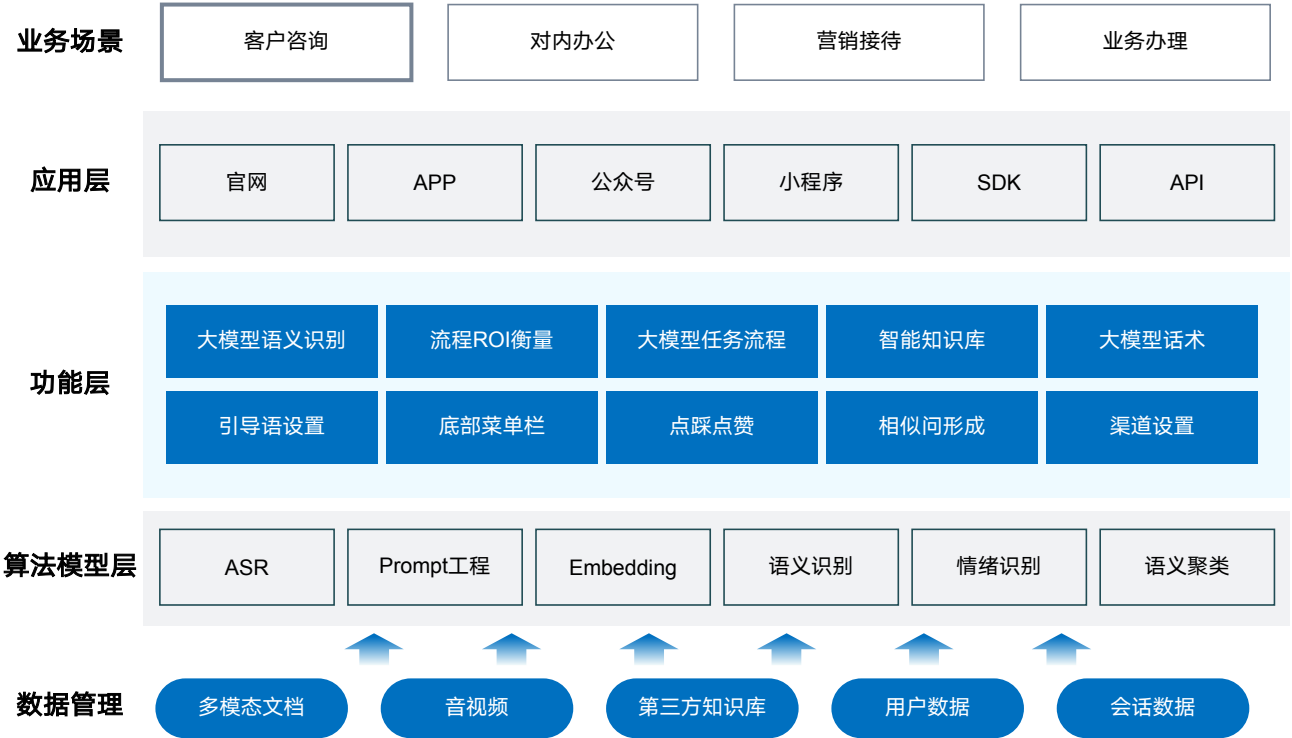 业务场景
客户咨询
对内办公
营销接待
业务办理
应用层
官网
APP
公众号
小程序
SDK
API
功能层
大模型语义识别
流程ROI衡量
大模型任务流程
智能知识库
大模型话术
引导语设置
底部菜单栏
点踩点赞
相似问形成
渠道设置
算法模型层
ASR
Prompt工程
Embedding
语义识别
情绪识别
语义聚类
数据管理
多模态文档
音视频
第三方知识库
用户数据
会话数据